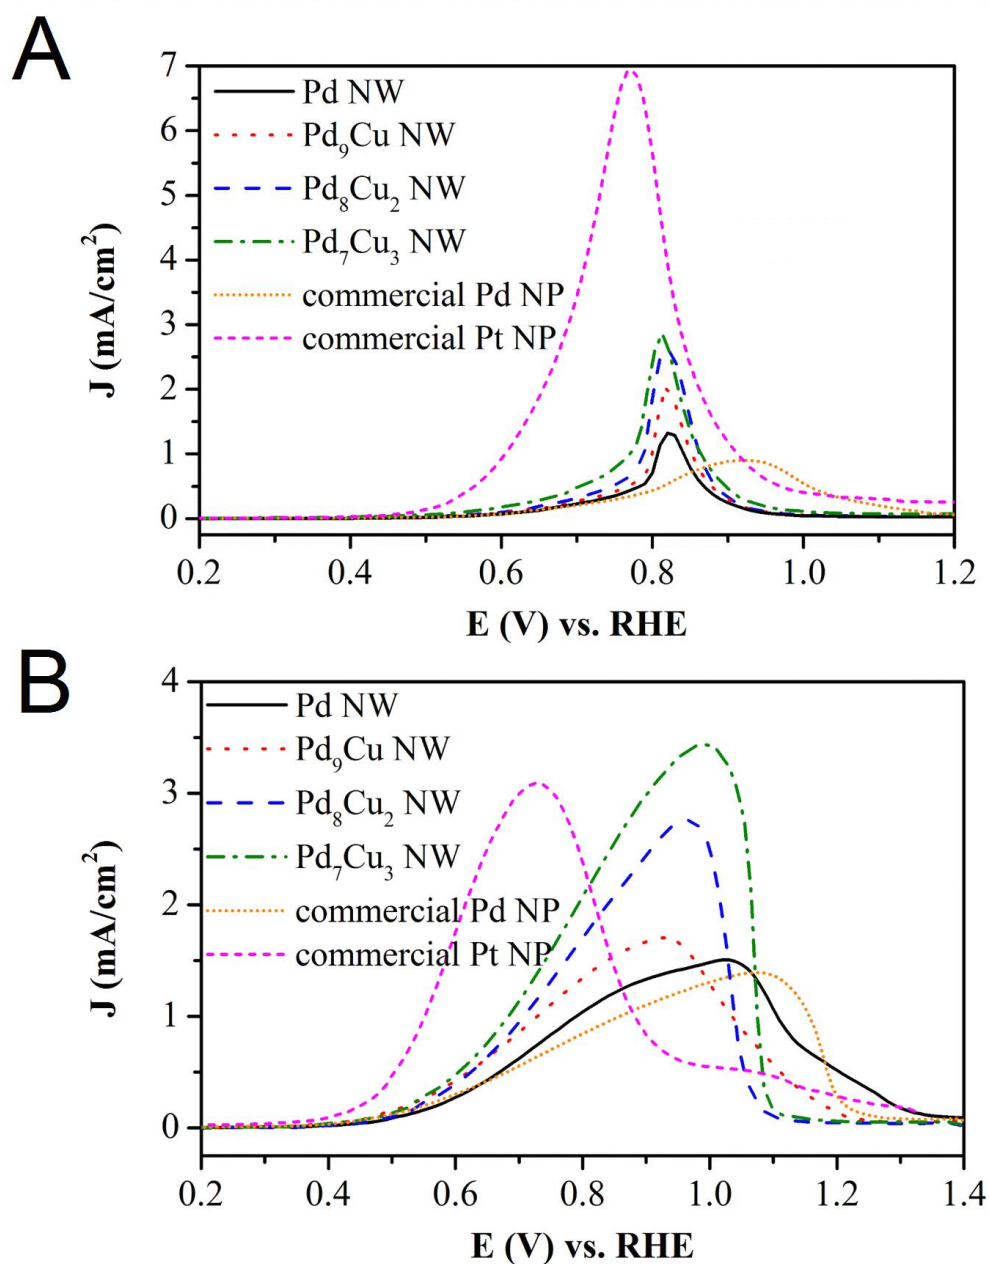 A
7
6
5
4
3
2
1
0
J (mA/cm²)
Pd NW
Pd₉Cu NW
Pd₈Cu₂ NW
Pd₇Cu₃ NW
commercial Pd NP
commercial Pt NP
0.2 0.4 0.6 0.8 1.0 1.2
E (V) vs. RHE
B
4
3
2
1
0
J (mA/cm²)
Pd NW
Pd₉Cu NW
Pd₈Cu₂ NW
Pd₇Cu₃ NW
commercial Pd NP
commercial Pt NP
0.2 0.4 0.6 0.8 1.0 1.2 1.4
E (V) vs. RHE